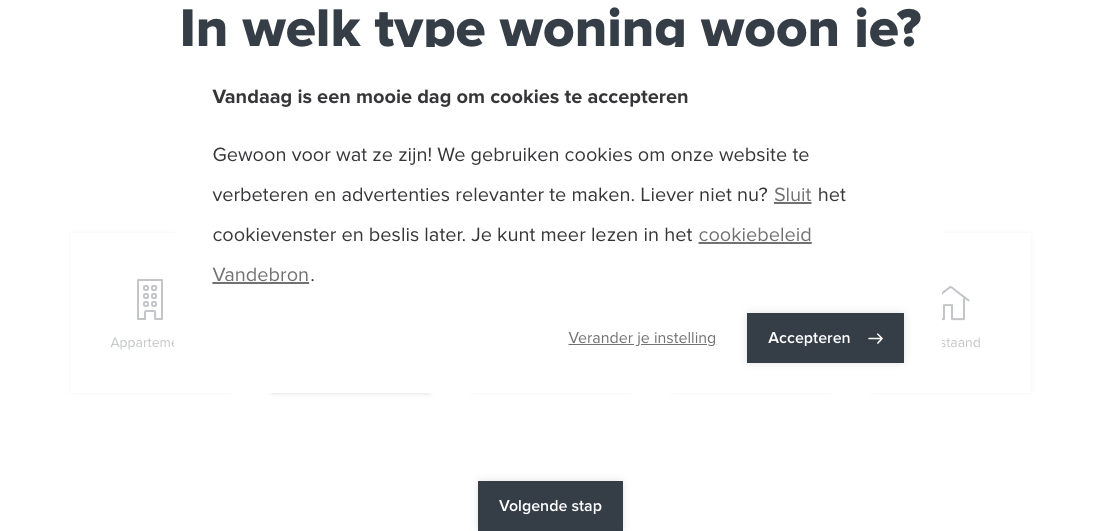 In welk type woning woon je?
Vandaag is een mooie dag om cookies te accepteren
Gewoon voor wat ze zijn! We gebruiken cookies om onze website te
verbeteren en advertenties relevanter te maken. Liever niet nu? Sluit het
cookievenster en beslis later. Je kunt meer lezen in het cookiebeleid
Vandebron.
Verander je instelling
Accepteren
Apparteme
staand
Volgende stap